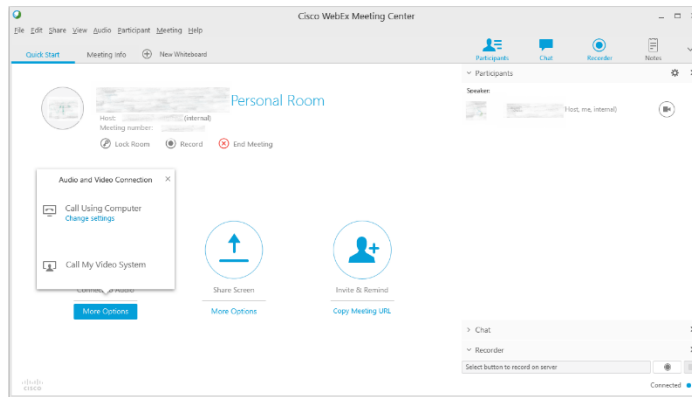 Cisco WebEx Meeting Center
File Edit Share View Audio Participant Meeting Help
Quick Start Meeting Info New Whiteboard
Participants Chat Recorder Notes
Participants
Speaker:
Host, me, internal)
Personal Room
Host: (internal)
Meeting number:
Lock Room Record End Meeting
Audio and Video Connection
Call Using Computer
Change settings
Call My Video System
Audio Share Screen Invite & Remind
More Options More Options Copy Meeting URL
Chat
Recorder
Select button to record on server
Connected
CISCO